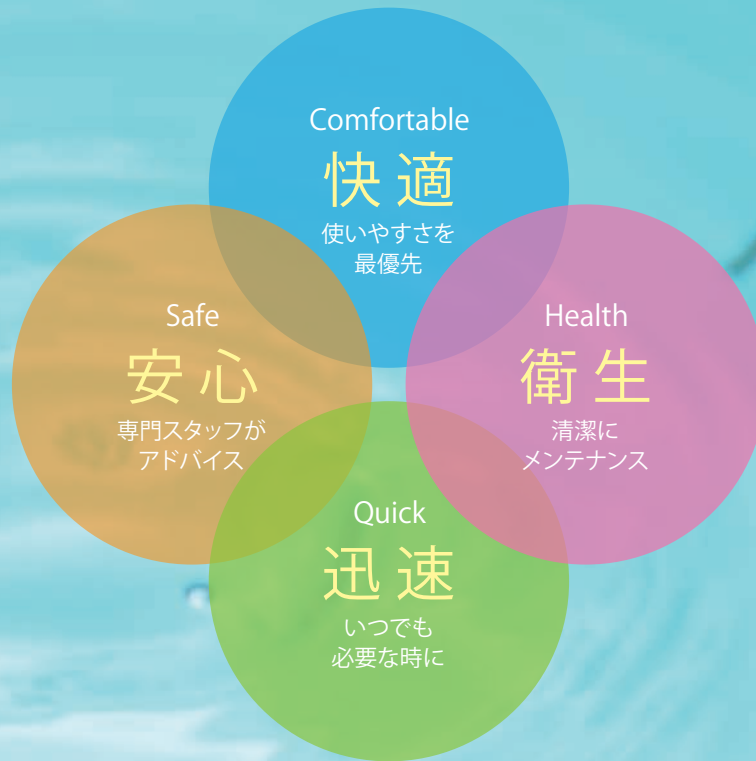 Comfortable
快適
使いやすさを
最優先
Safe
安心
専門スタッフが
アドバイス
Health
衛生
清潔に
メンテナンス
Quick
迅速
いつでも
必要な時に